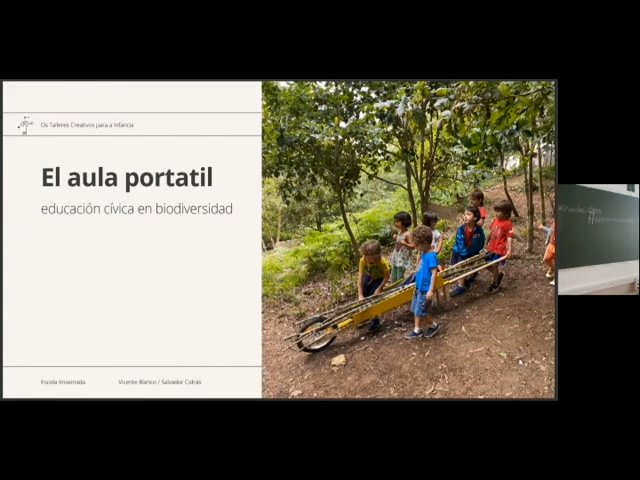 Os Talleres Creativos para a Infancia
El aula portatil
educación cívica en biodiversidad
Escola Imaxinada
Vicente Blanco / Salvador Cidrás